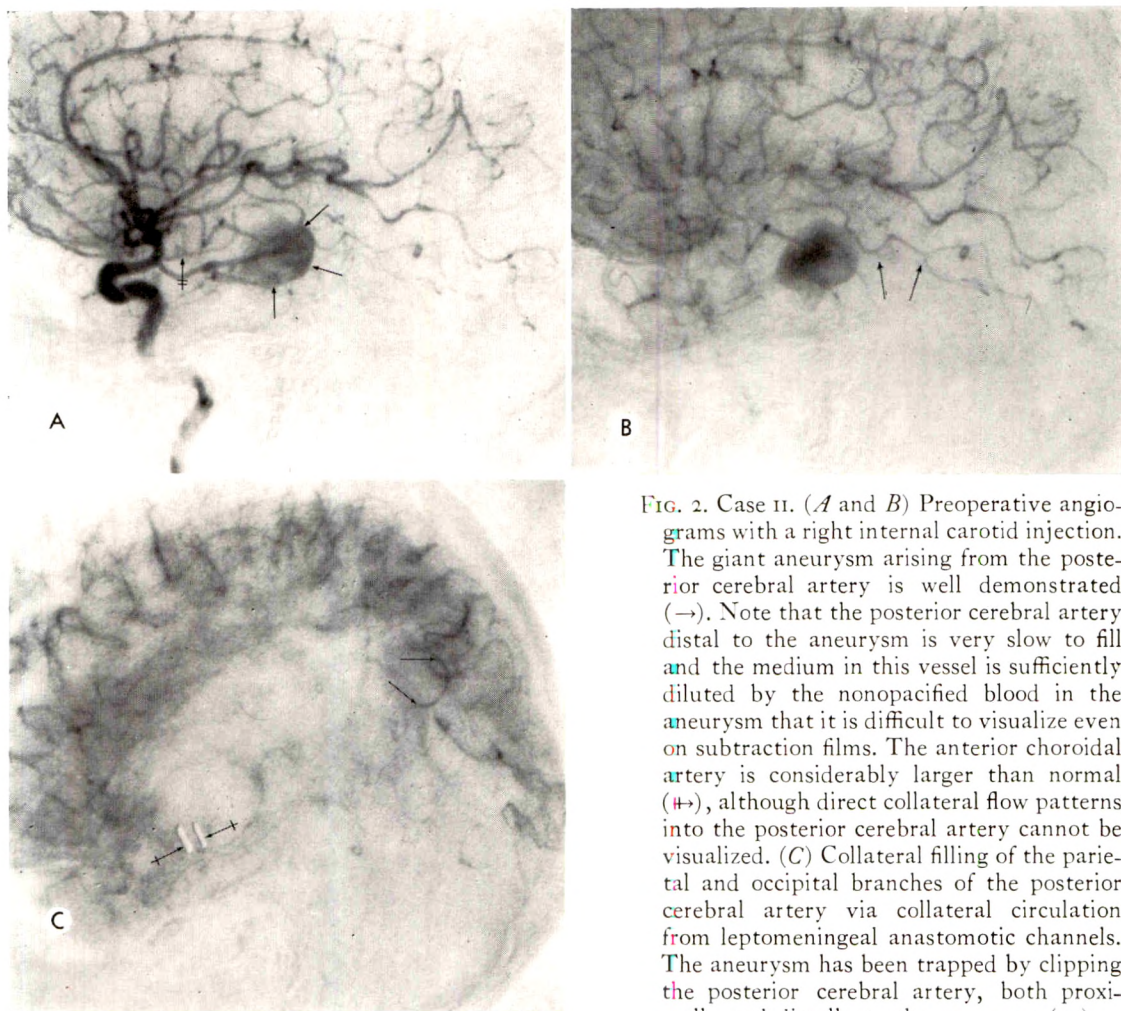 A
B
C
FIG. 2. Case II. (A and B) Preoperative angio-
grams with a right internal carotid injection.
The giant aneurysm arising from the poste-
rior cerebral artery is well demonstrated
(→). Note that the posterior cerebral artery
distal to the aneurysm is very slow to fill
and the medium in this vessel is sufficiently
diluted by the nonopacified blood in the
aneurysm that it is difficult to visualize even
on subtraction films. The anterior choroidal
artery is considerably larger than normal
(⧺→), although direct collateral flow patterns
into the posterior cerebral artery cannot be
visualized. (C) Collateral filling of the parie-
tal and occipital branches of the posterior
cerebral artery via collateral circulation
from leptomeningeal anastomotic channels.
The aneurysm has been trapped by clipping
the posterior cerebral artery, both proxi-